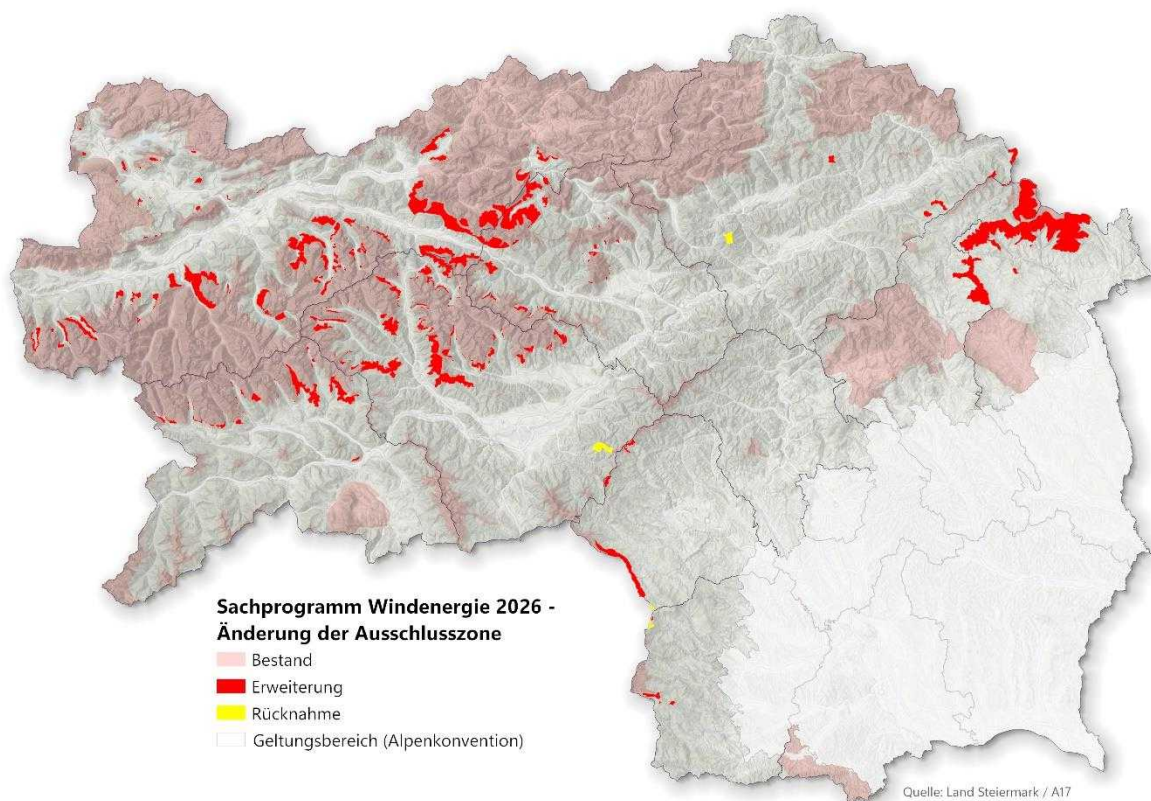 Sachprogramm Windenergie 2026 -
Änderung der Ausschlusszone
Bestand
Erweiterung
Rücknahme
Geltungsbereich (Alpenkonvention)
Quelle: Land Steiermark / A17